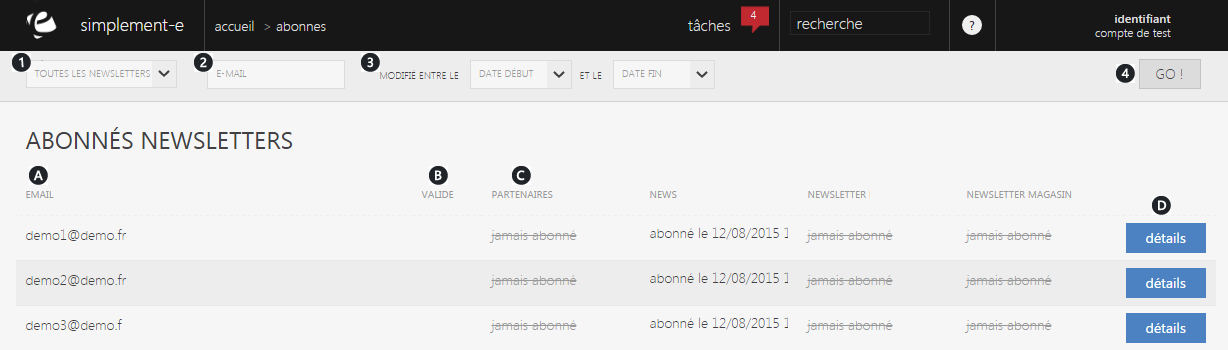 simplement-e accueil > abonnes tâches 4 recherche ? identifiant
compte de test
1 TOUTES LES NEWSLETTERS 2 E-MAIL 3 MODIFIÉ ENTRE LE DATE DÉBUT ET LE DATE FIN 4 GO !
ABONNÉS NEWSLETTERS
A B C D
EMAIL VALIDE PARTENAIRES NEWS NEWSLETTER NEWSLETTER MAGASIN
demo1@demo.fr jamais abonné abonné le 12/08/2015 1 jamais abonné jamais abonné détails
demo2@demo.fr jamais abonné abonné le 12/08/2015 1 jamais abonné jamais abonné détails
demo3@demo.f jamais abonné abonné le 12/08/2015 1 jamais abonné jamais abonné détails